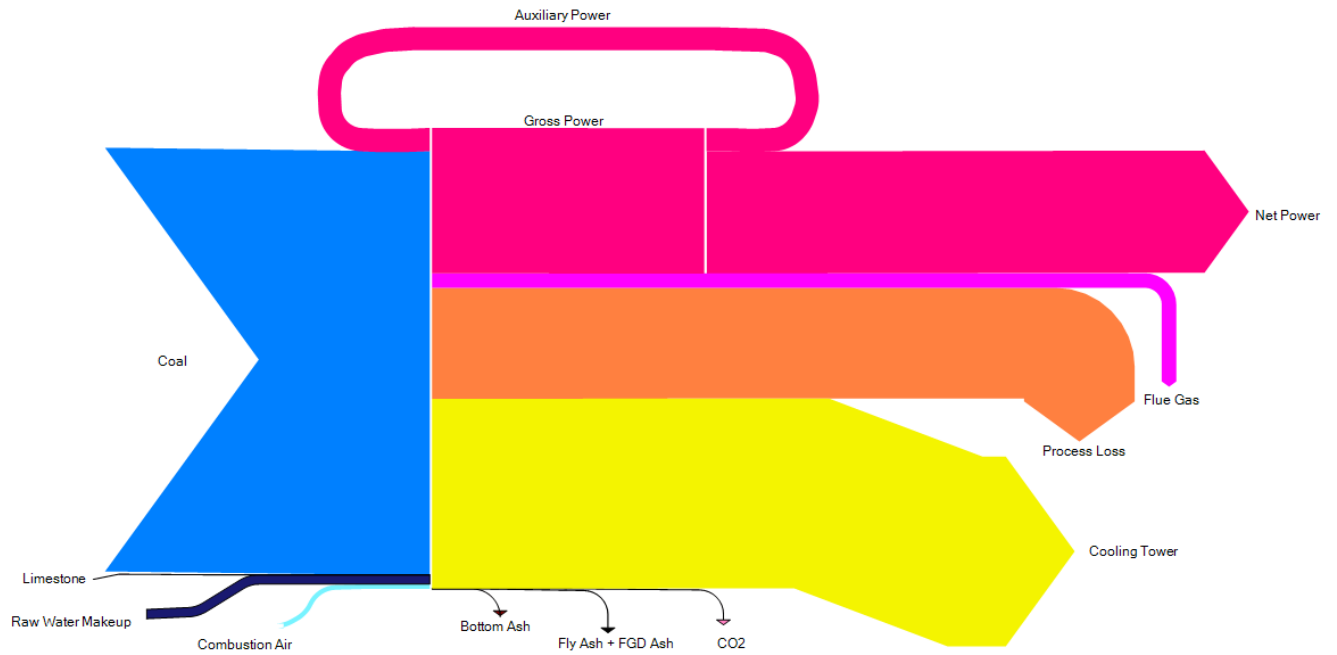 Auxiliary Power
Gross Power
Net Power
Coal
Flue Gas
Process Loss
Cooling Tower
Limestone
Raw Water Makeup
Combustion Air
Bottom Ash
Fly Ash + FGD Ash
CO2